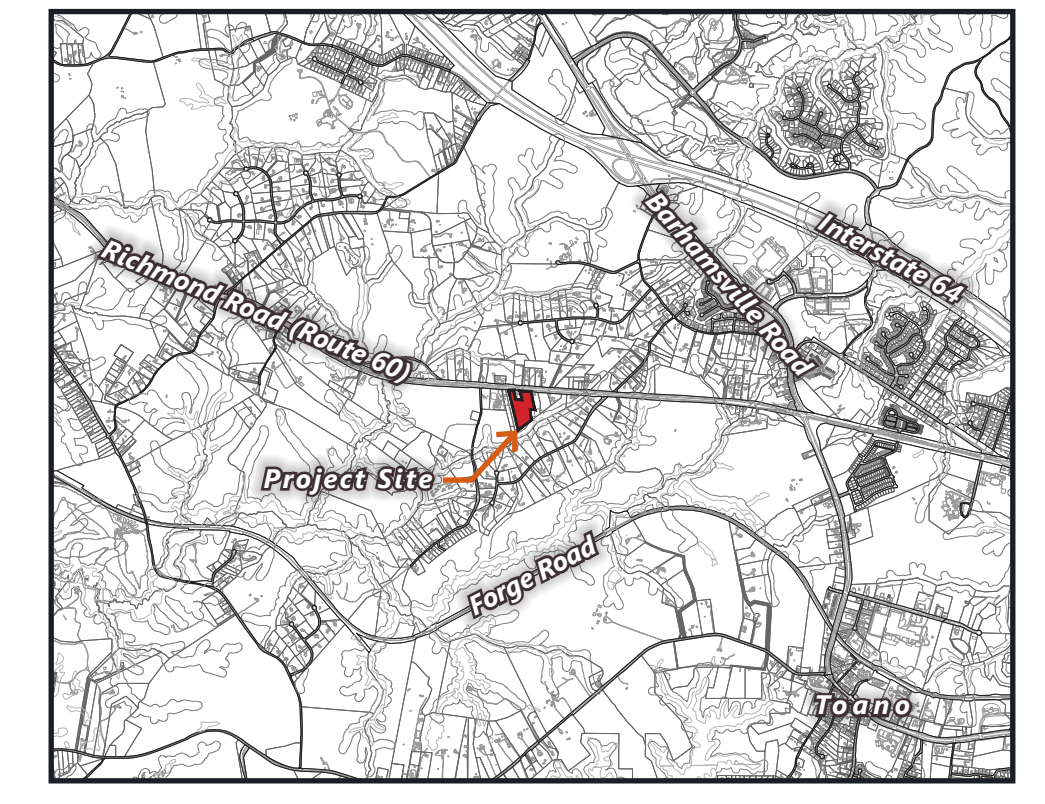 Interstate 64
Barhamsville Road
Richmond Road (Route 60)
Project Site
Forge Road
Toano